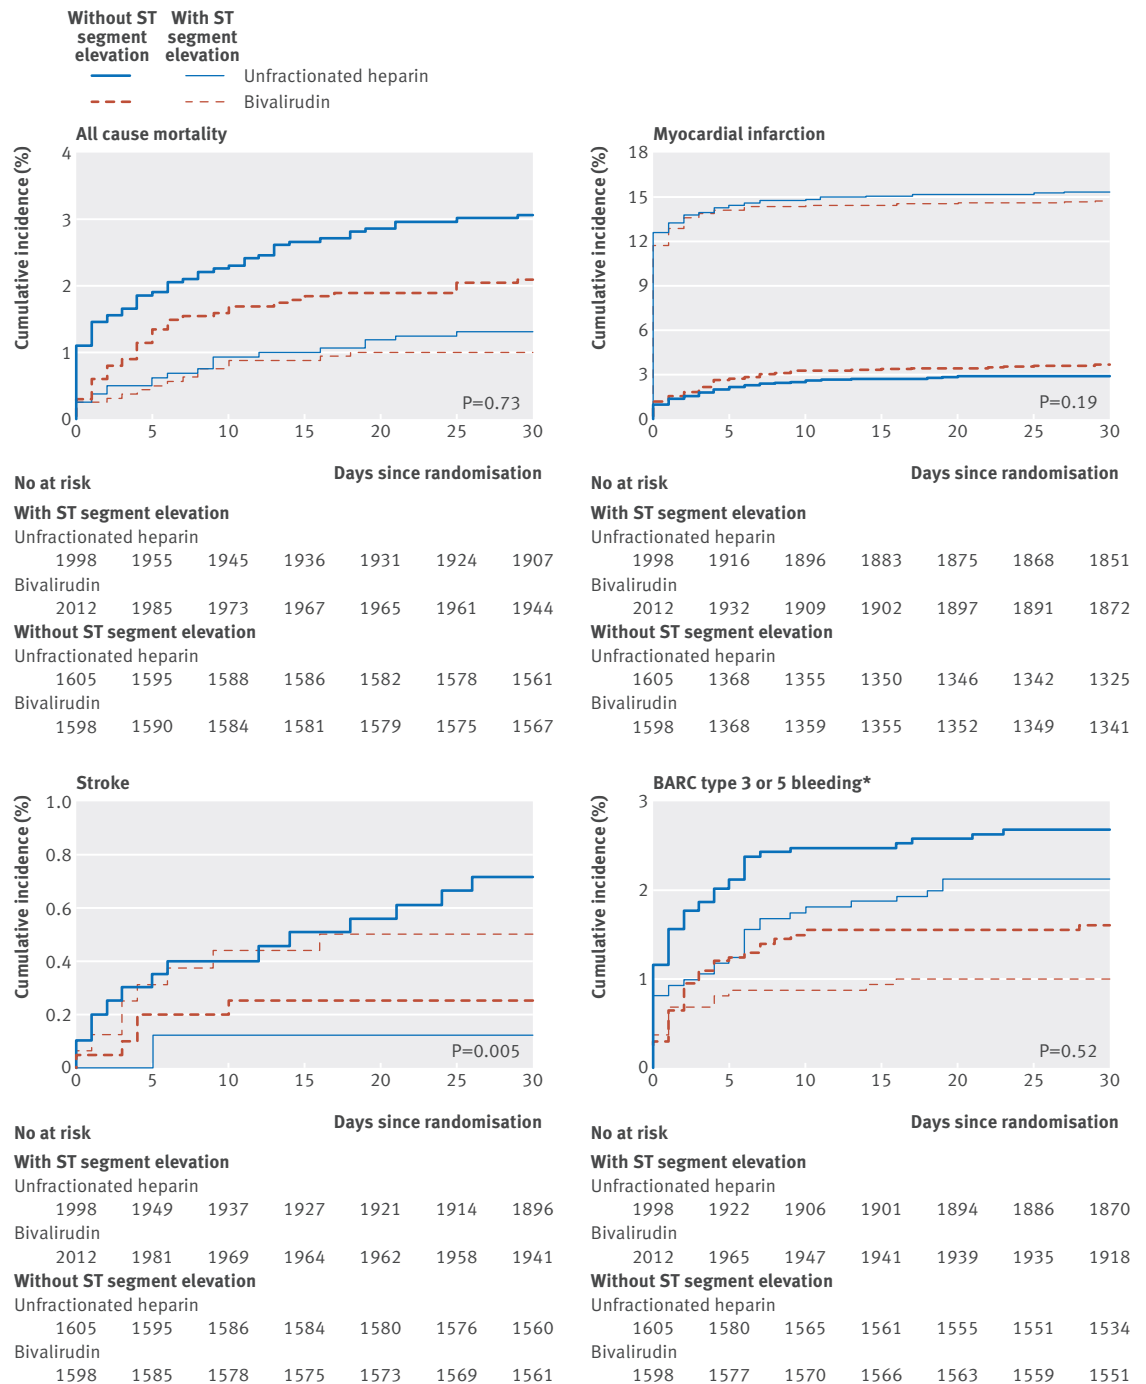 Without ST segment elevation
With ST segment elevation
Unfractionated heparin
Bivalirudin
All cause mortality
Cumulative incidence (%)
4
3
2
1
0
P=0.73
0 5 10 15 20 25 30
Days since randomisation
No at risk
With ST segment elevation
Unfractionated heparin
1998 1955 1945 1936 1931 1924 1907
Bivalirudin
2012 1985 1973 1967 1965 1961 1944
Without ST segment elevation
Unfractionated heparin
1605 1595 1588 1586 1582 1578 1561
Bivalirudin
1598 1590 1584 1581 1579 1575 1567
Myocardial infarction
Cumulative incidence (%)
18
15
12
9
6
3
0
P=0.19
0 5 10 15 20 25 30
Days since randomisation
No at risk
With ST segment elevation
Unfractionated heparin
1998 1916 1896 1883 1875 1868 1851
Bivalirudin
2012 1932 1909 1902 1897 1891 1872
Without ST segment elevation
Unfractionated heparin
1605 1368 1355 1350 1346 1342 1325
Bivalirudin
1598 1368 1359 1355 1352 1349 1341
Stroke
Cumulative incidence (%)
1.0
0.8
0.6
0.4
0.2
0
P=0.005
0 5 10 15 20 25 30
Days since randomisation
No at risk
With ST segment elevation
Unfractionated heparin
1998 1949 1937 1927 1921 1914 1896
Bivalirudin
2012 1981 1969 1964 1962 1958 1941
Without ST segment elevation
Unfractionated heparin
1605 1595 1586 1584 1580 1576 1560
Bivalirudin
1598 1585 1578 1575 1573 1569 1561
BARC type 3 or 5 bleeding*
Cumulative incidence (%)
3
2
1
0
P=0.52
0 5 10 15 20 25 30
Days since randomisation
No at risk
With ST segment elevation
Unfractionated heparin
1998 1922 1906 1901 1894 1886 1870
Bivalirudin
2012 1965 1947 1941 1939 1935 1918
Without ST segment elevation
Unfractionated heparin
1605 1580 1565 1561 1555 1551 1534
Bivalirudin
1598 1577 1570 1566 1563 1559 1551